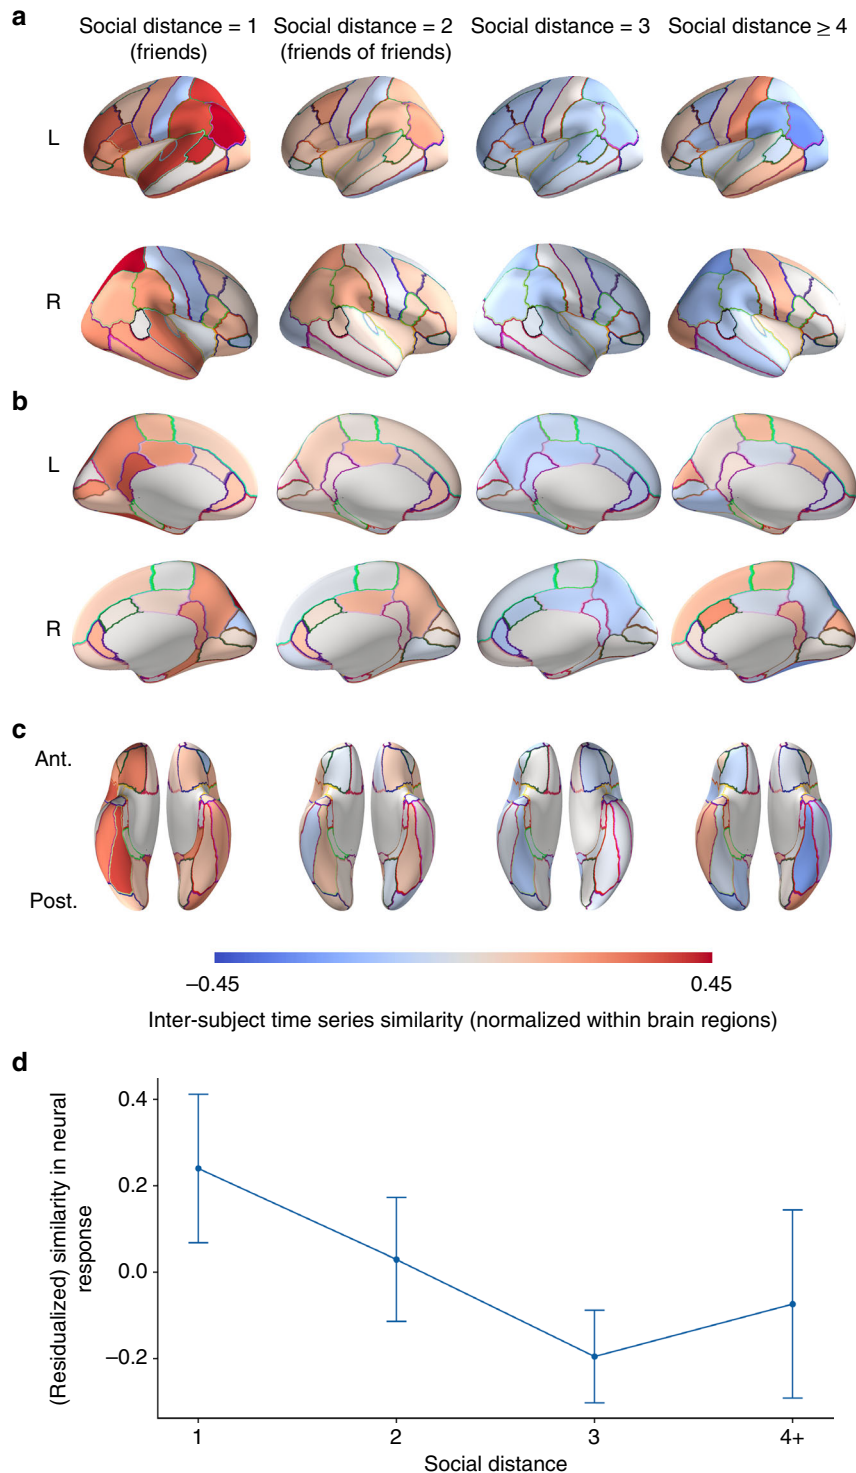 a
Social distance = 1
(friends)
Social distance = 2
(friends of friends)
Social distance = 3
Social distance ≥ 4
L
R
b
L
R
c
Ant.
Post.
–0.45
0.45
Inter-subject time series similarity (normalized within brain regions)
d
(Residualized) similarity in neural
response
0.4
0.2
0.0
–0.2
1
2
3
4+
Social distance